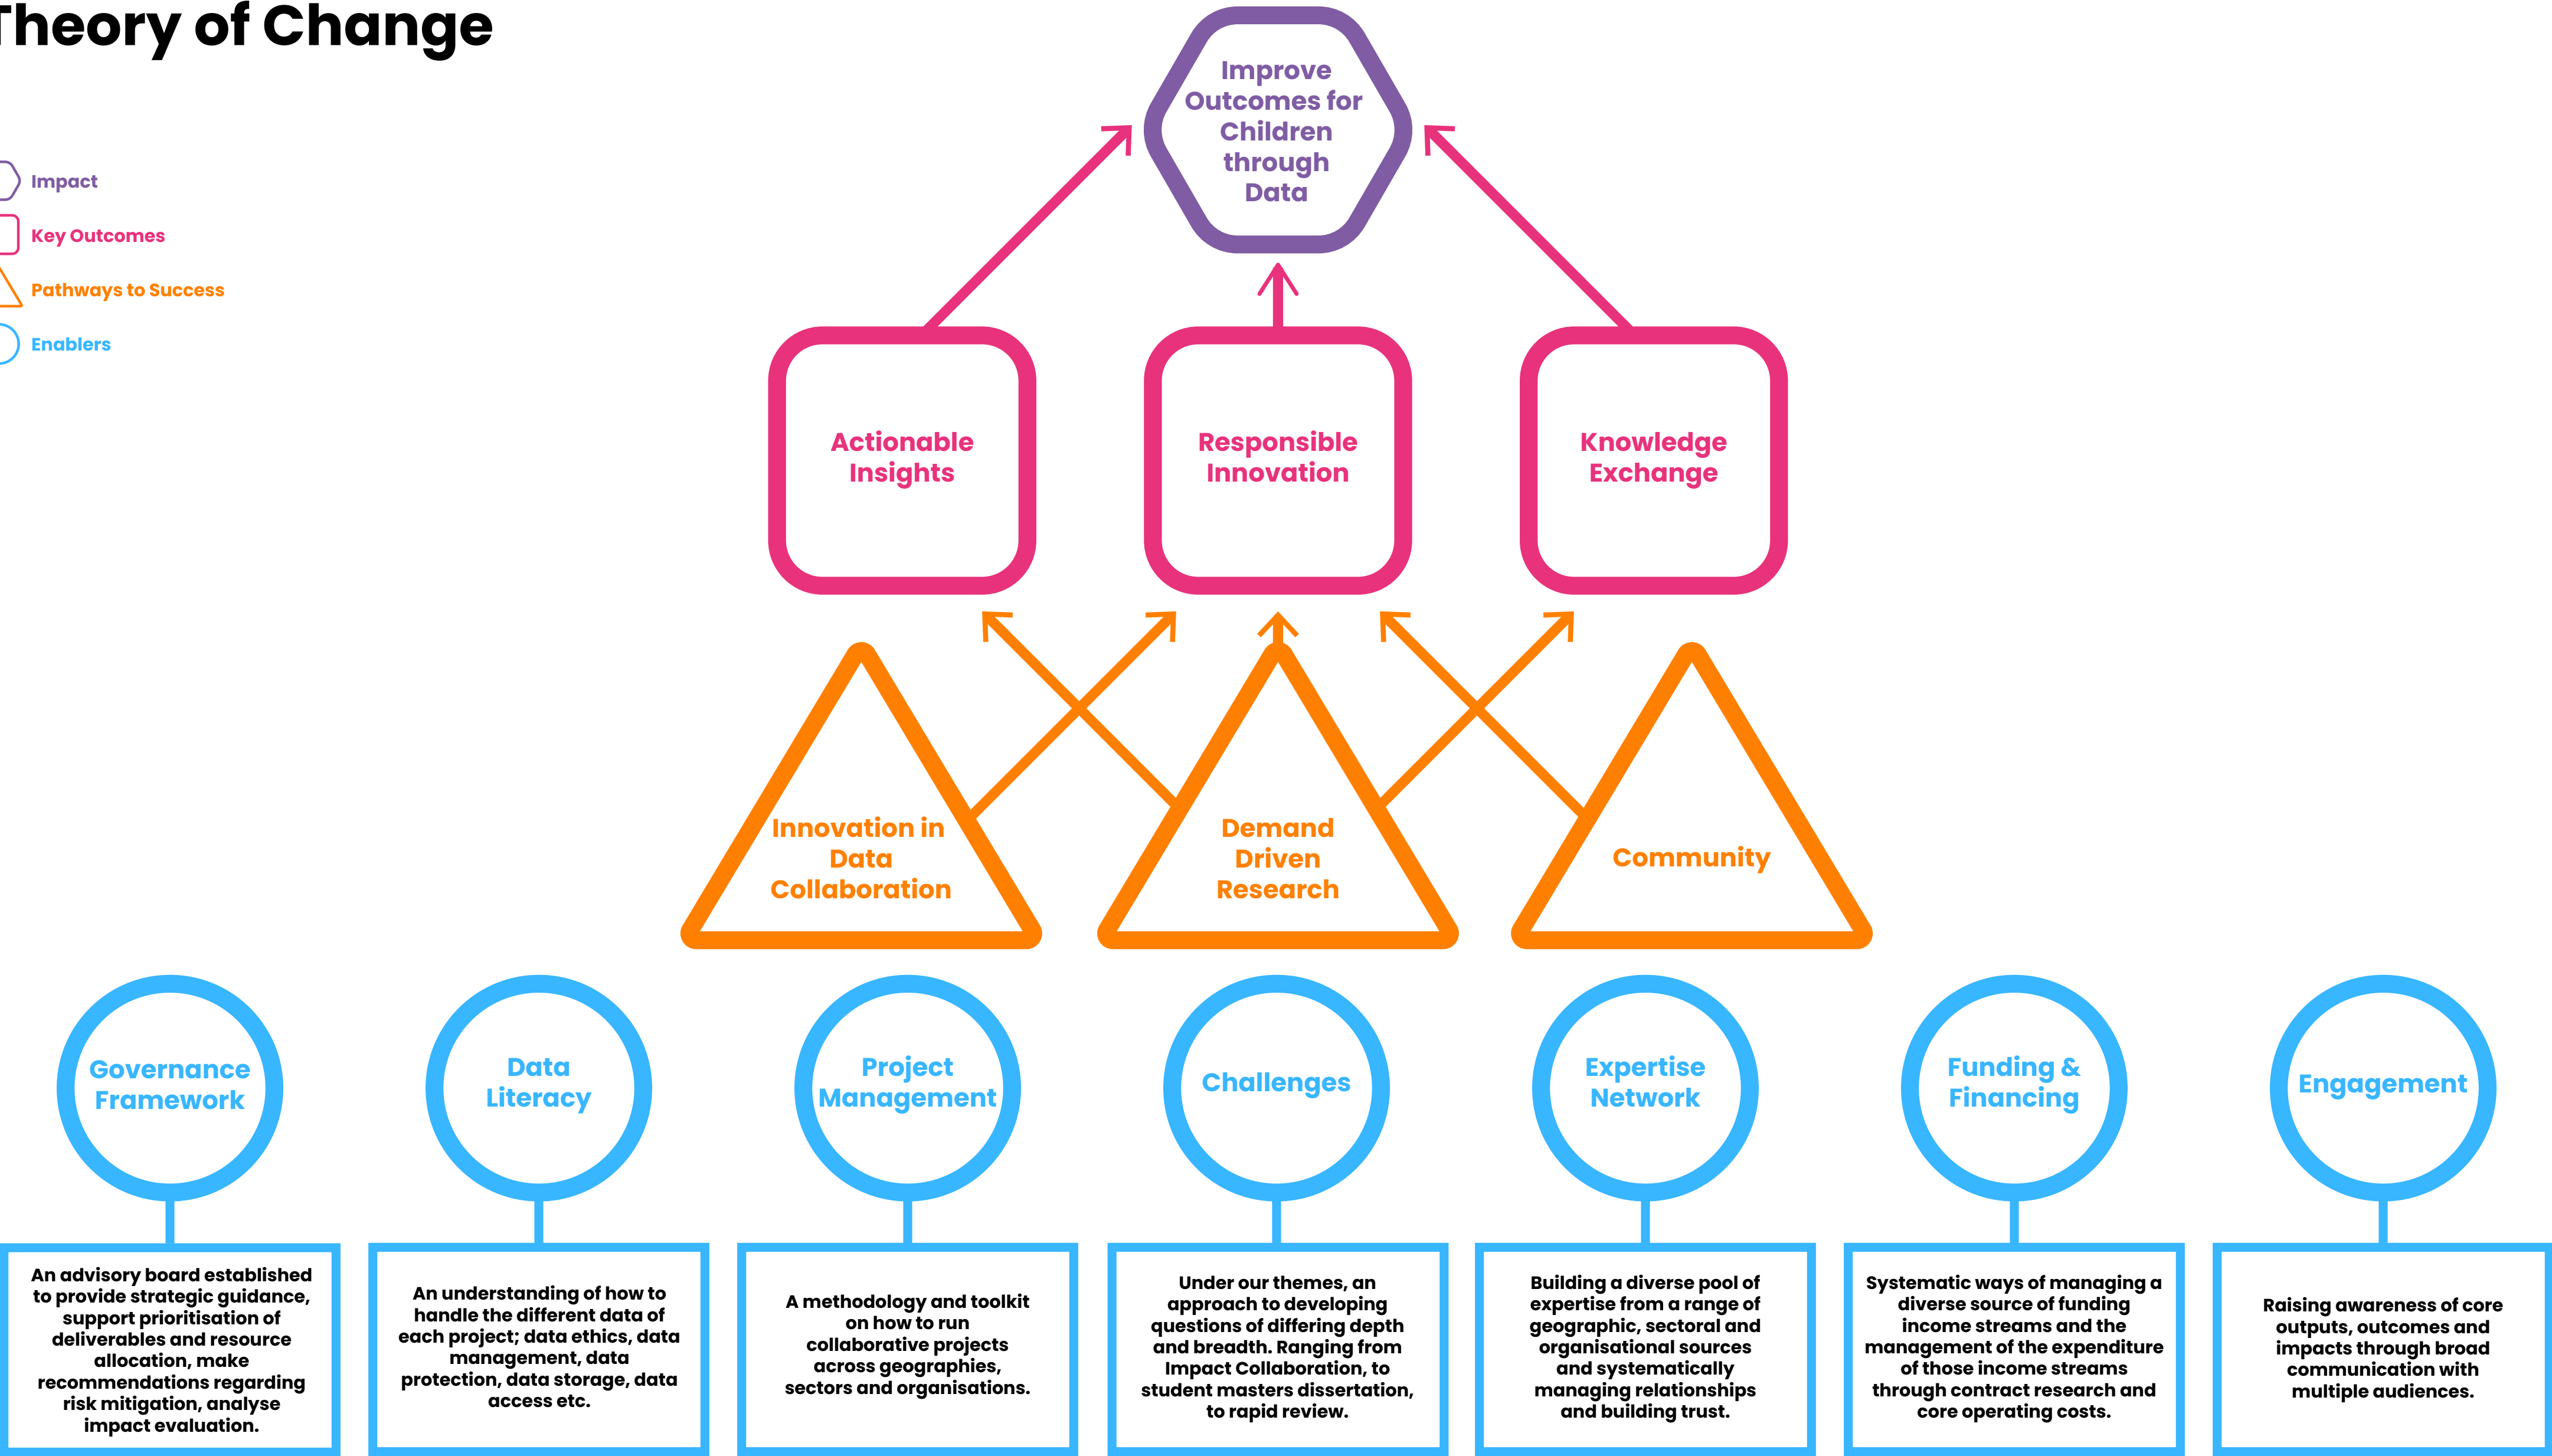 Theory of Change
Impact
Key Outcomes
Pathways to Success
Enablers
Improve
Outcomes for
Children
through
Data
Actionable
Insights
Responsible
Innovation
Knowledge
Exchange
Innovation in
Data
Collaboration
Demand
Driven
Research
Community
Governance
Framework
Data
Literacy
Project
Management
Challenges
Expertise
Network
Funding &
Financing
Engagement
An advisory board established
to provide strategic guidance,
support prioritisation of
deliverables and resource
allocation, make
recommendations regarding
risk mitigation, analyse
impact evaluation.
An understanding of how to
handle the different data of
each project; data ethics, data
management, data
protection, data storage, data
access etc.
A methodology and toolkit
on how to run
collaborative projects
across geographies,
sectors and organisations.
Under our themes, an
approach to developing
questions of differing depth
and breadth. Ranging from
Impact Collaboration, to
student masters dissertation,
to rapid review.
Building a diverse pool of
expertise from a range of
geographic, sectoral and
organisational sources
and systematically
managing relationships
and building trust.
Systematic ways of managing a
diverse source of funding
income streams and the
management of the expenditure
of those income streams
through contract research and
core operating costs.
Raising awareness of core
outputs, outcomes and
impacts through broad
communication with
multiple audiences.